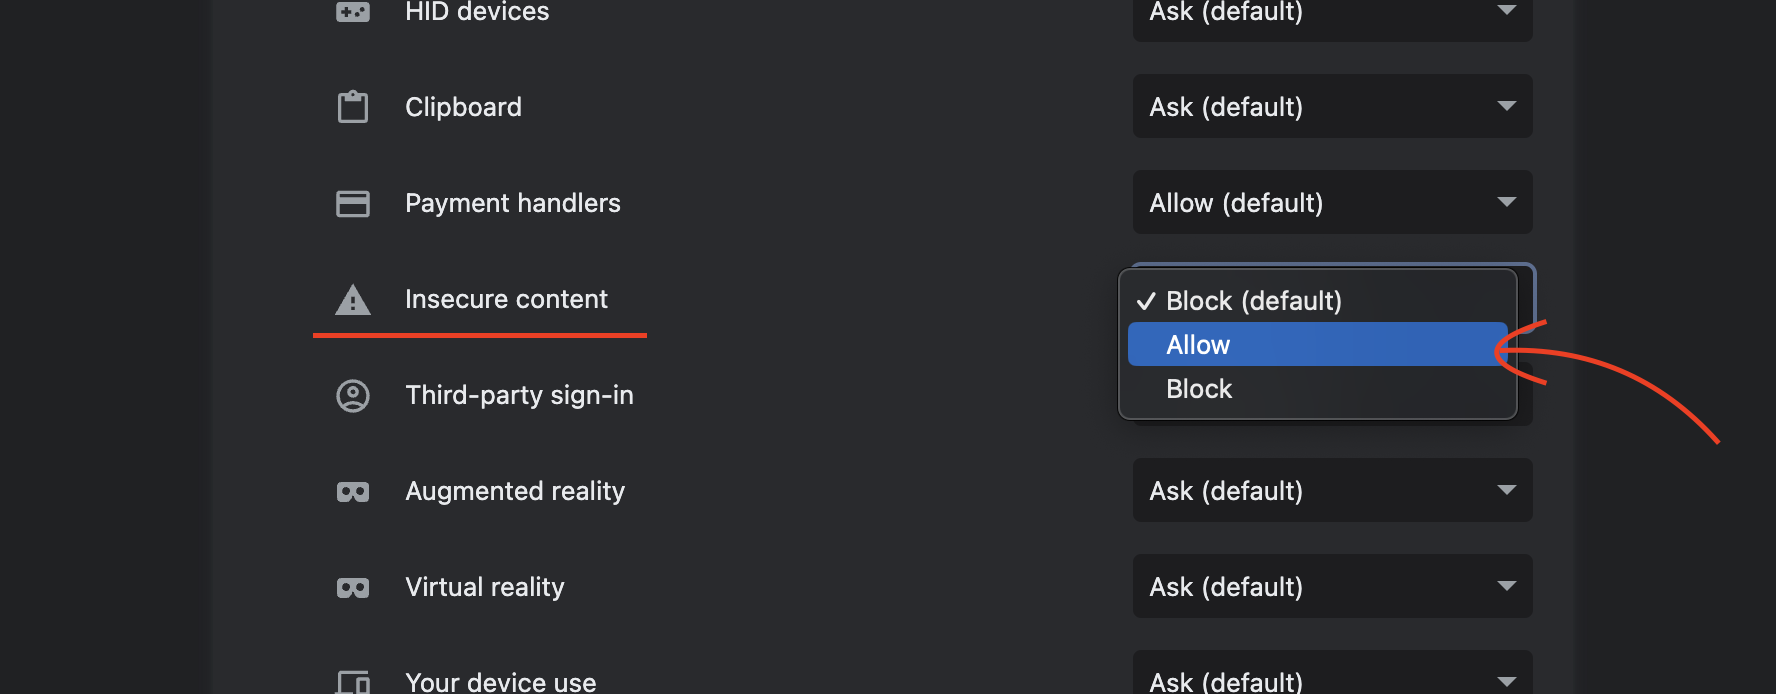 HID devices Ask (default)
Clipboard Ask (default)
Payment handlers Allow (default)
Insecure content Block (default)
Allow
Block
Third-party sign-in
Augmented reality Ask (default)
Virtual reality Ask (default)
Your device use Ask (default)